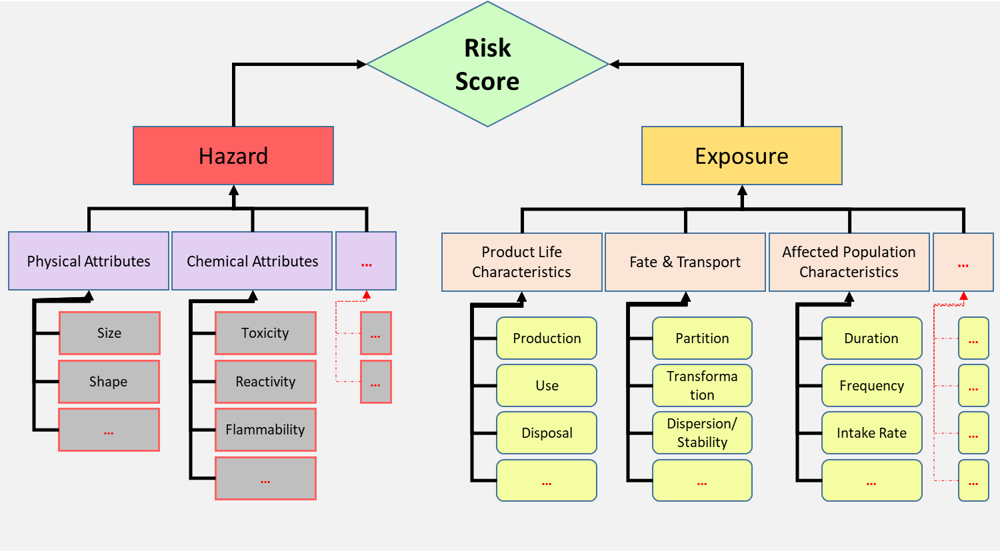 Risk
Score
Hazard
Exposure
Physical Attributes
Chemical Attributes
...
Product Life
Characteristics
Fate & Transport
Affected Population
Characteristics
...
Size
Shape
...
Toxicity
Reactivity
Flammability
...
...
...
Production
Use
Disposal
...
Partition
Transforma
tion
Dispersion/
Stability
...
Duration
Frequency
Intake Rate
...
...
...
...
...